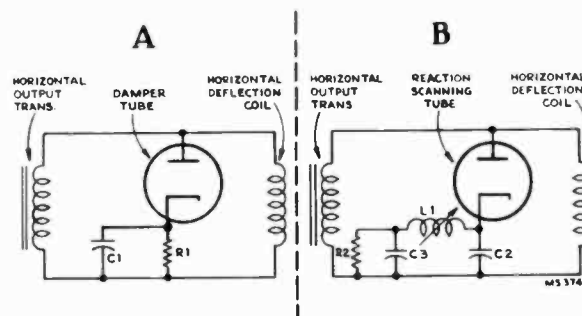 A
HORIZONTAL
OUTPUT
TRANS.
DAMPER
TUBE
HORIZONTAL
DEFLECTION
COIL
C1
R1
B
HORIZONTAL
OUTPUT
TRANS
REACTION
SCANNING
TUBE
HORIZONTAL
DEFLECTION
COIL
L1
R2
C3
C2
MS374